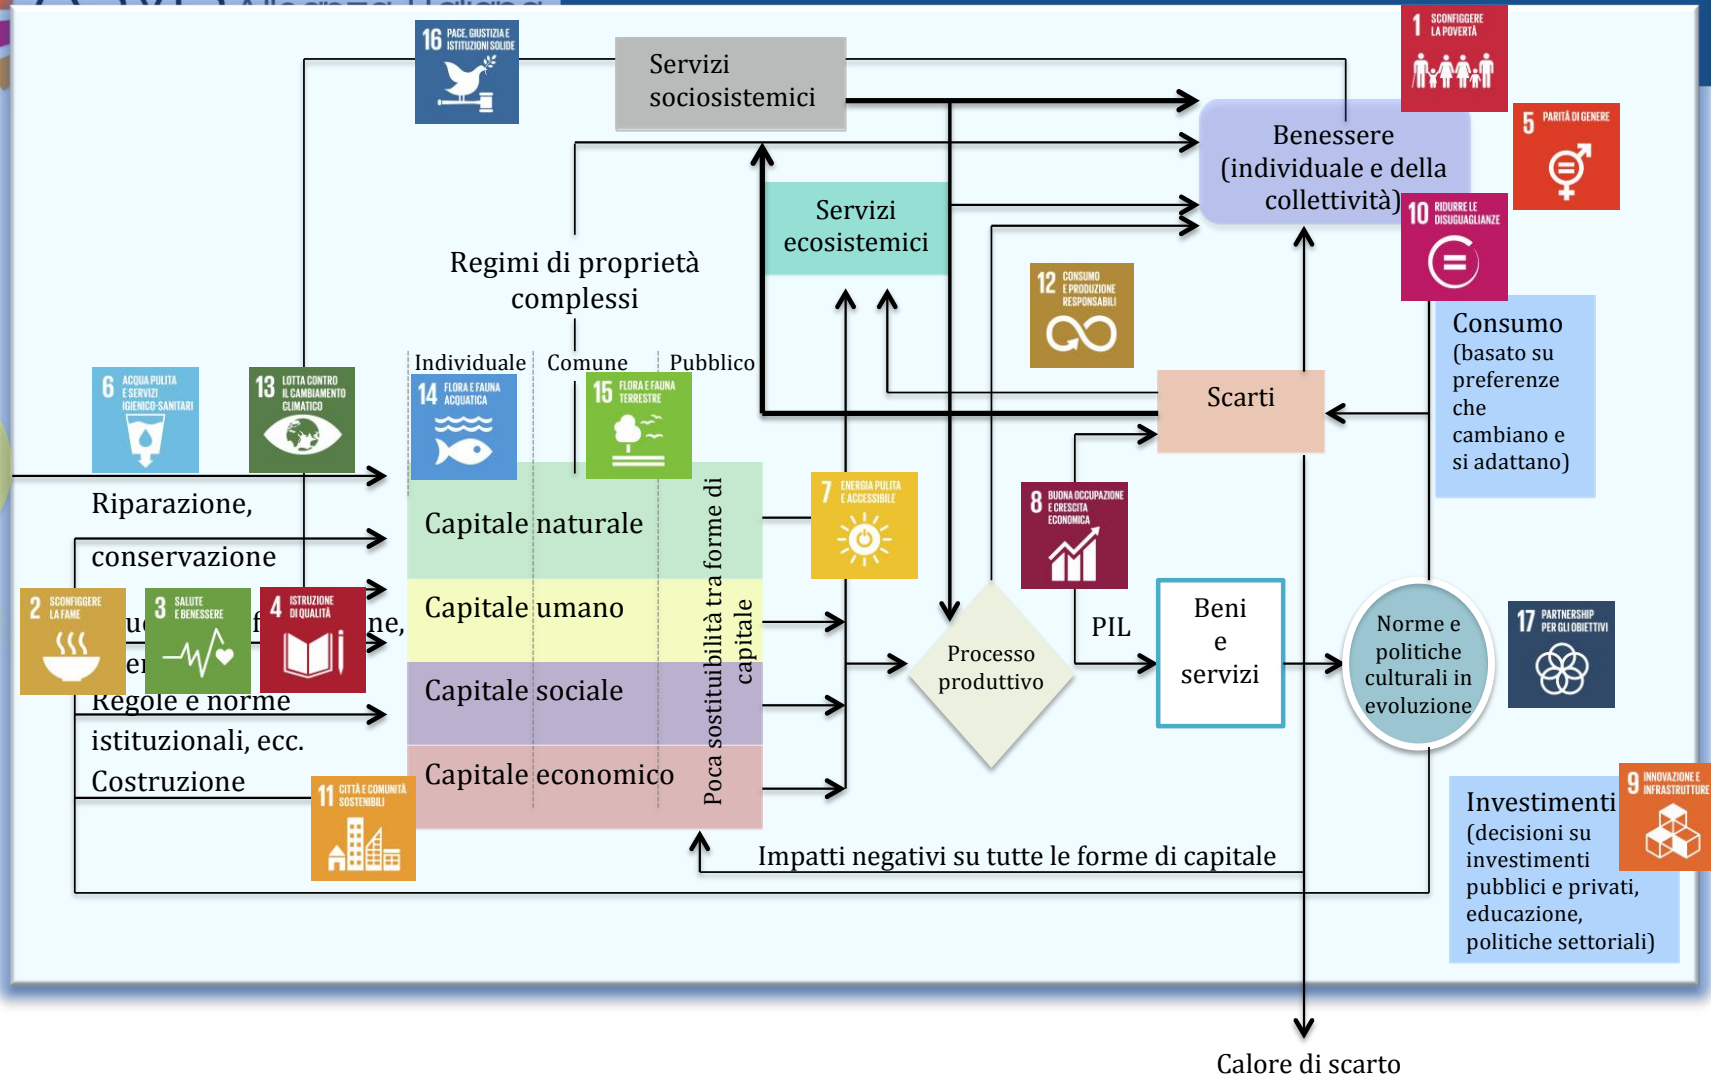 16 PACE, GIUSTIZIA E
ISTITUZIONI SOLIDE
Servizi
sociosistemici
1 SCONFIGGERE
LA POVERTÀ
Benessere
(individuale e della
collettività)
5 PARITÀ DI GENERE
10 RIDURRE LE
DISUGUAGLIANZE
Servizi
ecosistemici
Regimi di proprietà
complessi
12 CONSUMO
E PRODUZIONE
RESPONSABILI
Consumo
(basato su
preferenze
che
cambiano e
si adattano)
Individuale
Comune
Pubblico
6 ACQUA PULITA
E SERVIZI
IGIENICO-SANITARI
13 LOTTA CONTRO
IL CAMBIAMENTO
CLIMATICO
14 FLORA E FAUNA
ACQUATICA
15 FLORA E FAUNA
TERRESTRE
Scarti
Riparazione,
conservazione
ne,
Regole e norme
istituzionali, ecc.
Costruzione
2 SCONFIGGERE
LA FAME
3 SALUTE
E BENESSERE
4 ISTRUZIONE
DI QUALITÀ
11 CITTÀ E COMUNITÀ
SOSTENIBILI
Capitale naturale
Capitale umano
Capitale sociale
Capitale economico
Poca sostituibilità tra forme di
capitale
7 ENERGIA PULITA
E ACCESSIBILE
8 BUONA OCCUPAZIONE
E CRESCITA
ECONOMICA
Processo
produttivo
PIL
Beni
e
servizi
Norme e
politiche
culturali in
evoluzione
17 PARTNERSHIP
PER GLI OBIETTIVI
9 INNOVAZIONE E
INFRASTRUTTURE
Investimenti
(decisioni su
investimenti
pubblici e privati,
educazione,
politiche settoriali)
Impatti negativi su tutte le forme di capitale
Calore di scarto